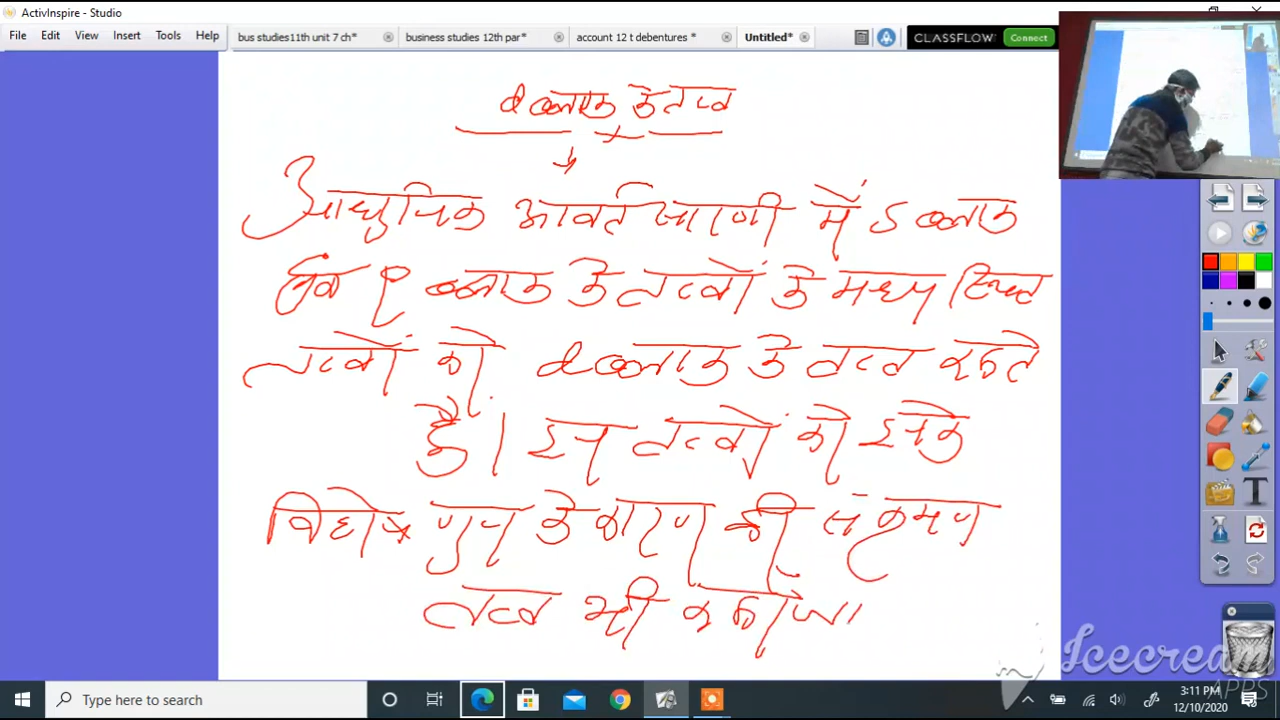 ActivInspire - Studio
File Edit View Insert Tools Help bus studies11th unit 7 ch* business studies 12th par* account 12 t debentures * Untitled* CLASSFLOW Connect
d ब्लाक के तत्व
आधुनिक आवर्त सारणी में s ब्लाक
एवं p ब्लाक के तत्वों के मध्य स्थित
तत्वों को d ब्लाक के तत्व कहते
है। इन तत्वों को इनके
विशेष गुण के कारण ही संक्रमण
तत्व भी कहा जा
Icecream
APPS
Type here to search 3:11 PM
12/10/2020